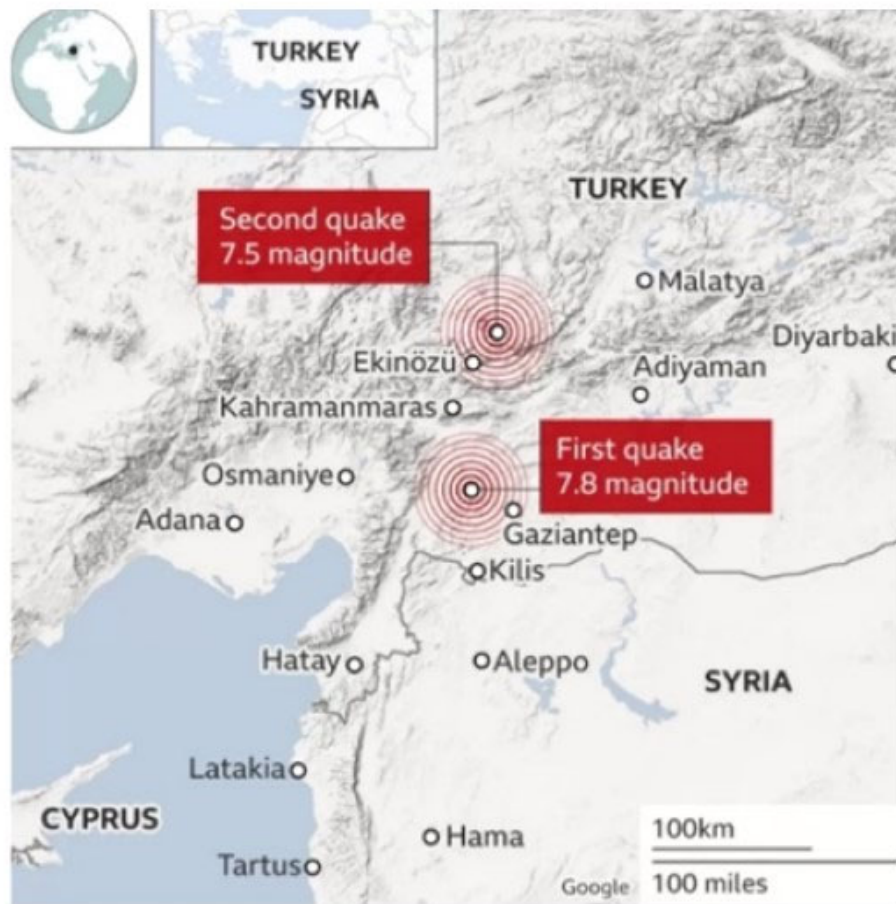 TURKEY
SYRIA
TURKEY
Second quake
7.5 magnitude
Malatya
Diyarbaki
Ekinözü
Adiyaman
Kahramanmaras
First quake
7.8 magnitude
Osmaniye
Adana
Gaziantep
Kilis
Hatay
Aleppo
SYRIA
Latakia
CYPRUS
Hama
100km
Tartus
Google
100 miles